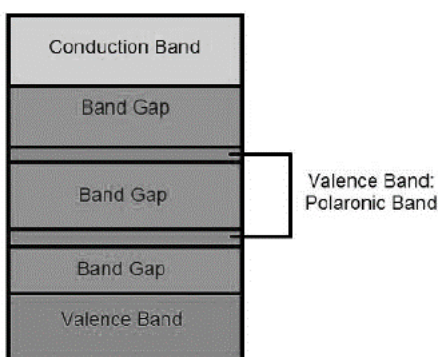 Conduction Band
Band Gap
Band Gap
Valence Band:
Polaronic Band
Band Gap
Valence Band